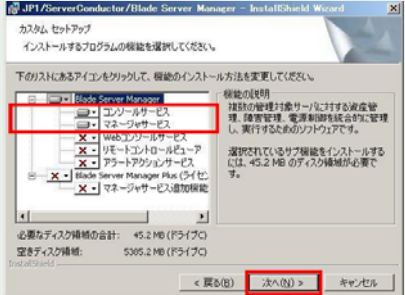 JP1/ServerConductor/Blade Server Manager - InstallShield Wizard
カスタム セットアップ
インストールするプログラムの機能を選択してください。
下のリストにあるアイコンをクリックして、機能のインストール方法を変更してください。
Blade Server Manager
コンソールサービス
マネージャサービス
Webコンソールサービス
リモートコントロールビューア
アラートアクションサービス
Blade Server Manager Plus (ライセ
マネージャサービス追加機能
機能の説明
複数の管理対象サーバに対する資産管
理、障害管理、電源制御を統合的に管理
し、実行するためのソフトウェアです。
選択されているサブ機能をインストールする
には、45.2 MB のディスク領域が必要で
す。
必要なディスク領域の合計: 45.2 MB (ドライブC)
空きディスク領域: 5305.2 MB (ドライブC)
InstallShield
< 戻る(B)
次へ(N) >
キャンセル